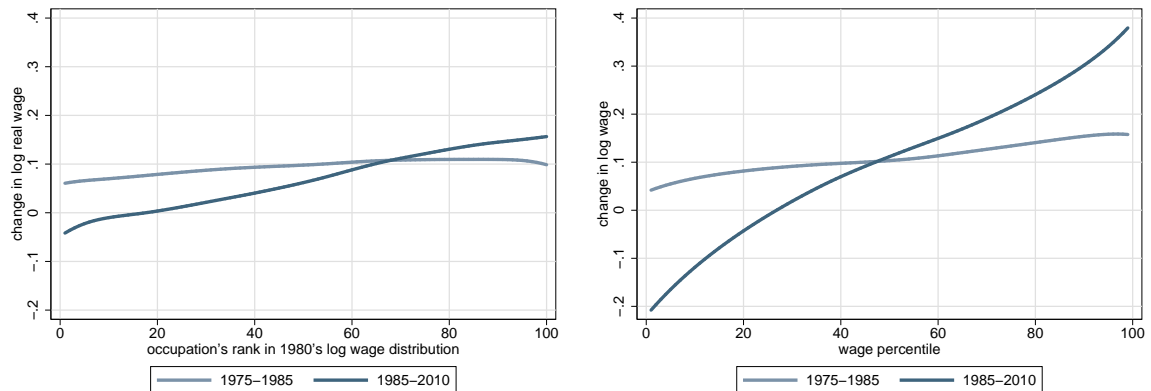 .4
.3
.2
.1
0
−.1
−.2
change in log real wage
0 20 40 60 80 100
occupation's rank in 1980's log wage distribution
1975−1985 1985−2010
.4
.3
.2
.1
0
−.1
−.2
change in log wage
0 20 40 60 80 100
wage percentile
1975−1985 1985−2010